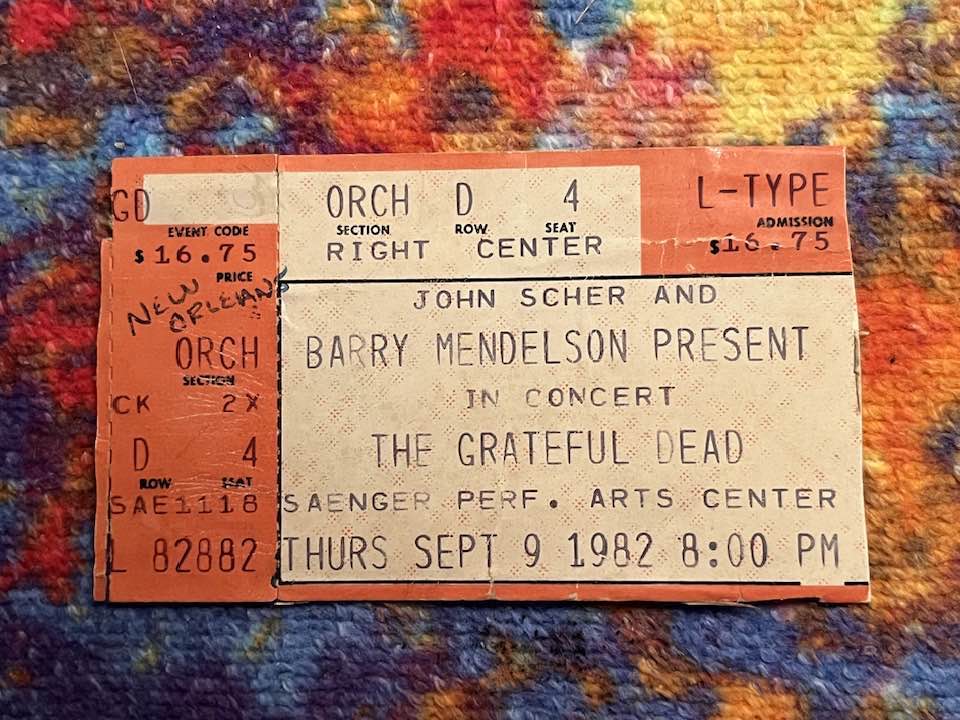 GD
EVENT CODE
$ 16.75
PRICE
NEW
ORLEANS
ORCH
SECTION
CK 2X
D 4
ROW SEAT
SAE1118
L 82882
ORCH D 4
SECTION ROW SEAT
RIGHT CENTER
L-TYPE
ADMISSION
$16.75
JOHN SCHER AND
BARRY MENDELSON PRESENT
IN CONCERT
THE GRATEFUL DEAD
SAENGER PERF. ARTS CENTER
THURS SEPT 9 1982 8:00 PM